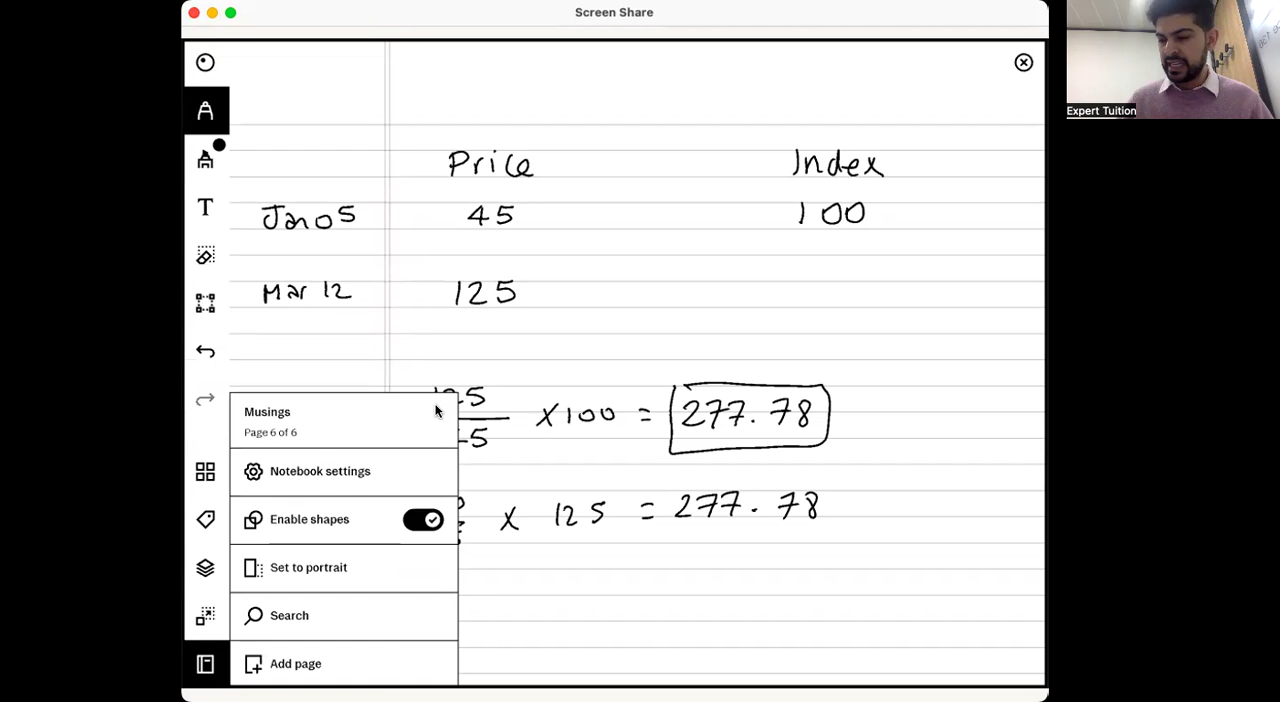 Screen Share
Expert Tuition
Price Index
Jan 05 45 100
Mar 12 125
x100 = 277.78
x 125 = 277.78
Musings
Page 6 of 6
Notebook settings
Enable shapes
Set to portrait
Search
Add page